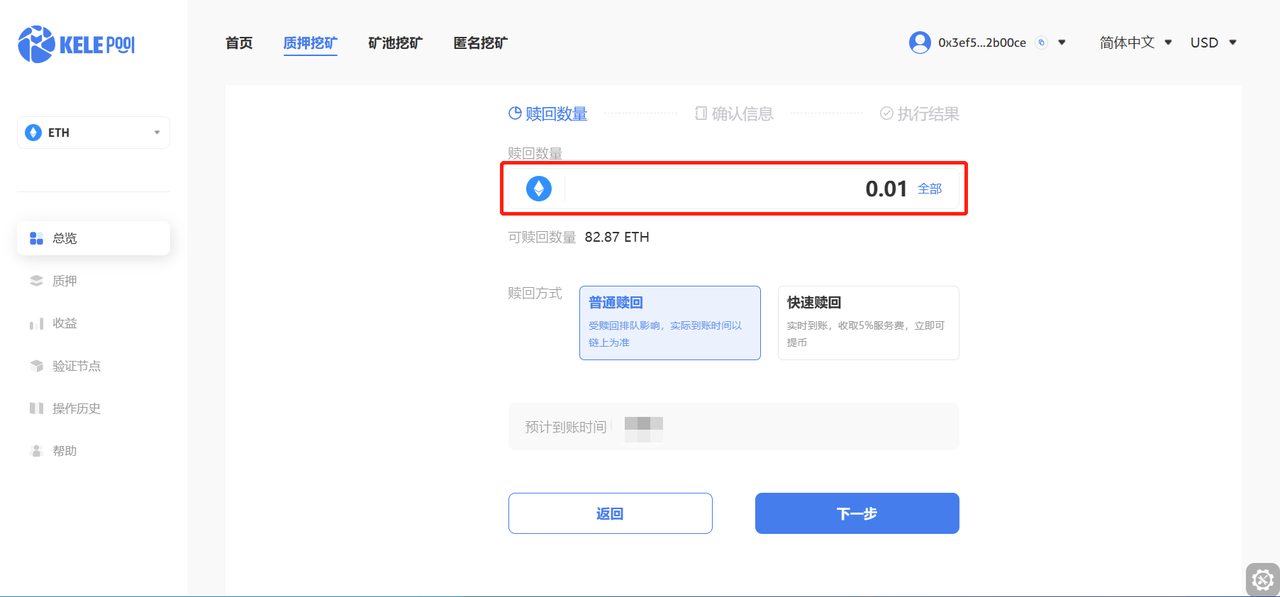 KELE POOL
首页
质押挖矿
矿池挖矿
匿名挖矿
0x3ef5...2b00ce
简体中文
USD
ETH
总览
质押
收益
验证节点
操作历史
帮助
赎回数量
确认信息
执行结果
赎回数量
0.01 全部
可赎回数量 82.87 ETH
赎回方式
普通赎回
受赎回排队影响，实际到账时间以
链上为准
快速赎回
实时到账，收取5%服务费，立即可
提币
预计到账时间
返回
下一步